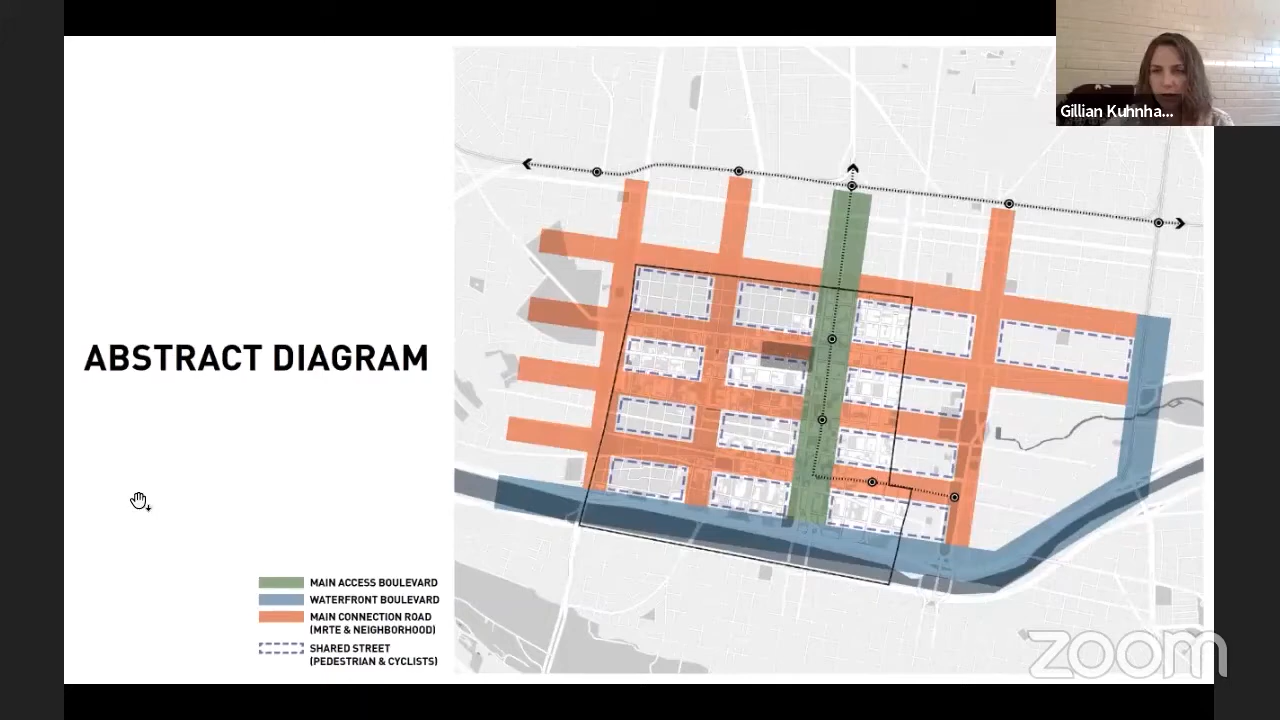 Gillian Kuhnha...
ABSTRACT DIAGRAM
MAIN ACCESS BOULEVARD
WATERFRONT BOULEVARD
MAIN CONNECTION ROAD
(MRTE & NEIGHBORHOOD)
SHARED STREET
(PEDESTRIAN & CYCLISTS)
zoom